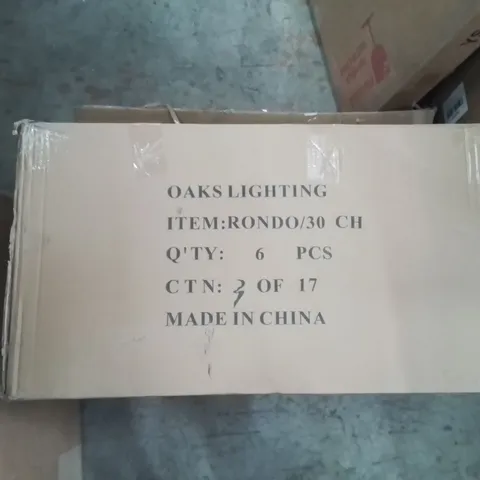 OAKS LIGHTING
ITEM:RONDO/30 CH
Q'TY: 6 PCS
CTN: OF 17
MADE IN CHINA